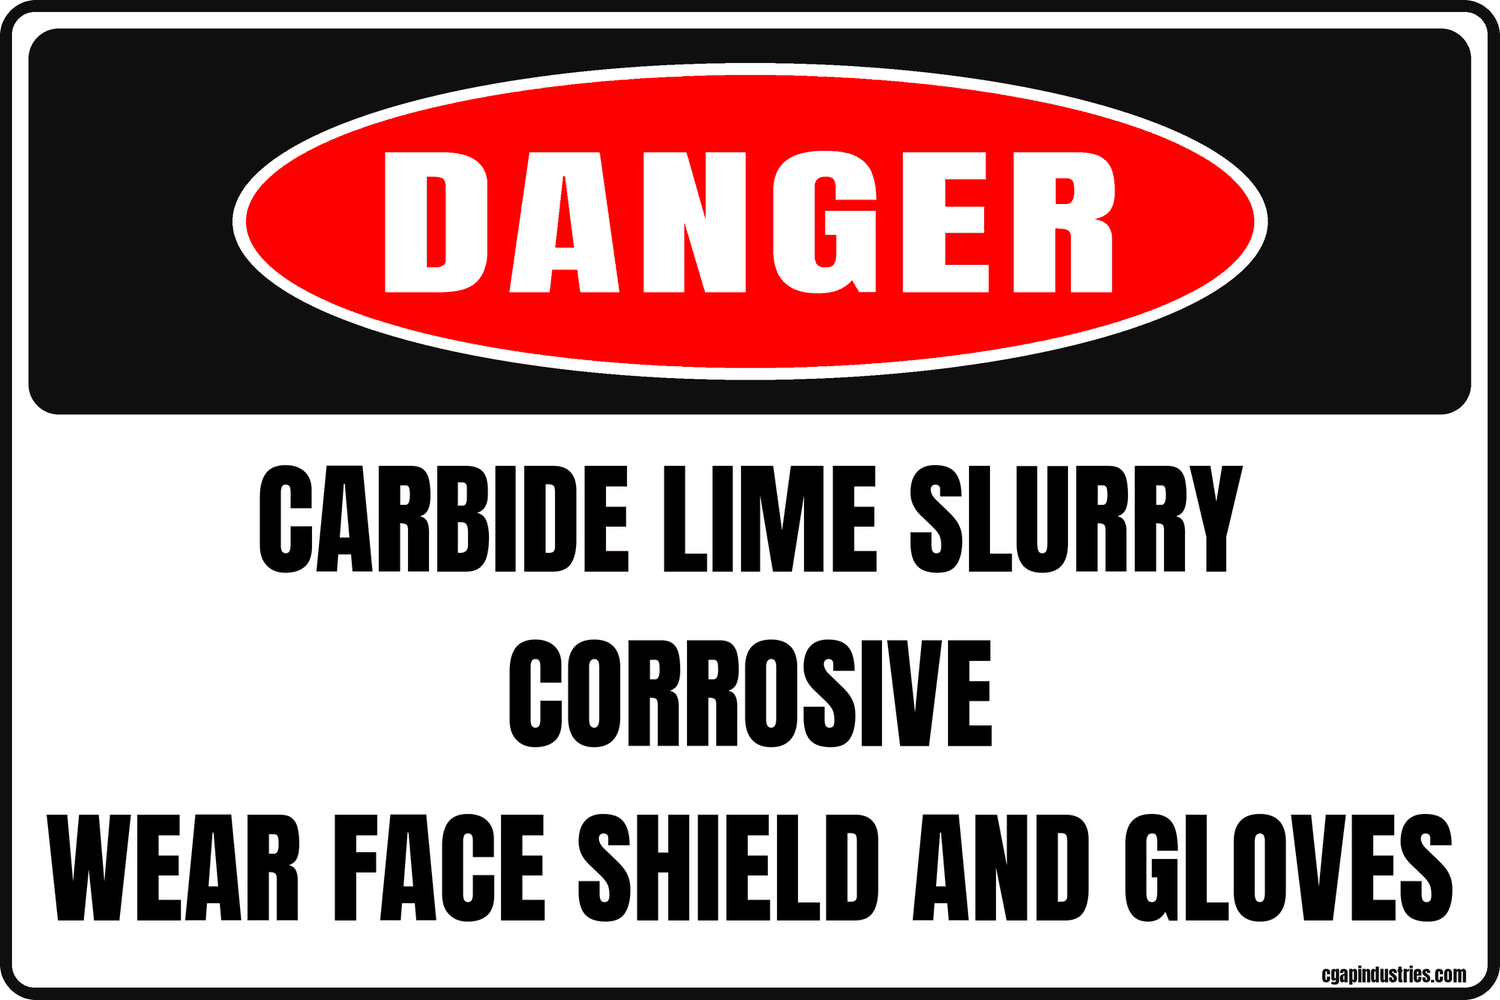 DANGER
CARBIDE LIME SLURRY
CORROSIVE
WEAR FACE SHIELD AND GLOVES
cgapindustries.com